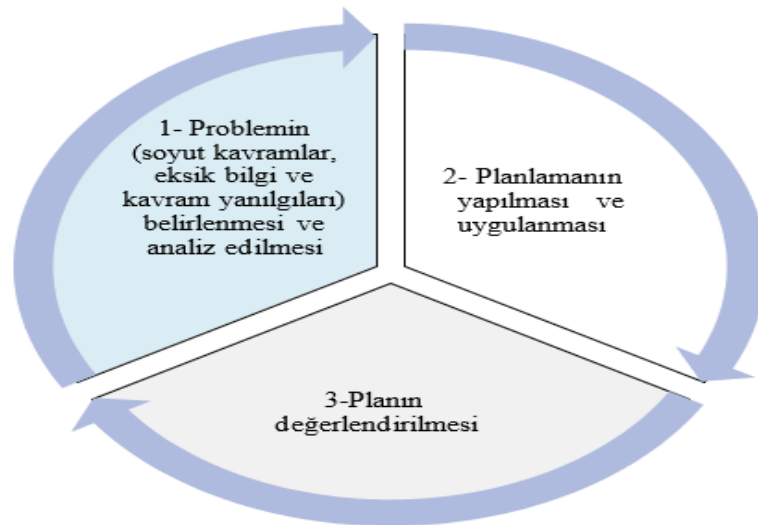 1- Problemin
(soyut kavramlar,
eksik bilgi ve
kavram yanılgıları)
belirlenmesi ve
analiz edilmesi
2- Planlamanın
yapılması ve
uygulanması
3-Planın
değerlendirilmesi